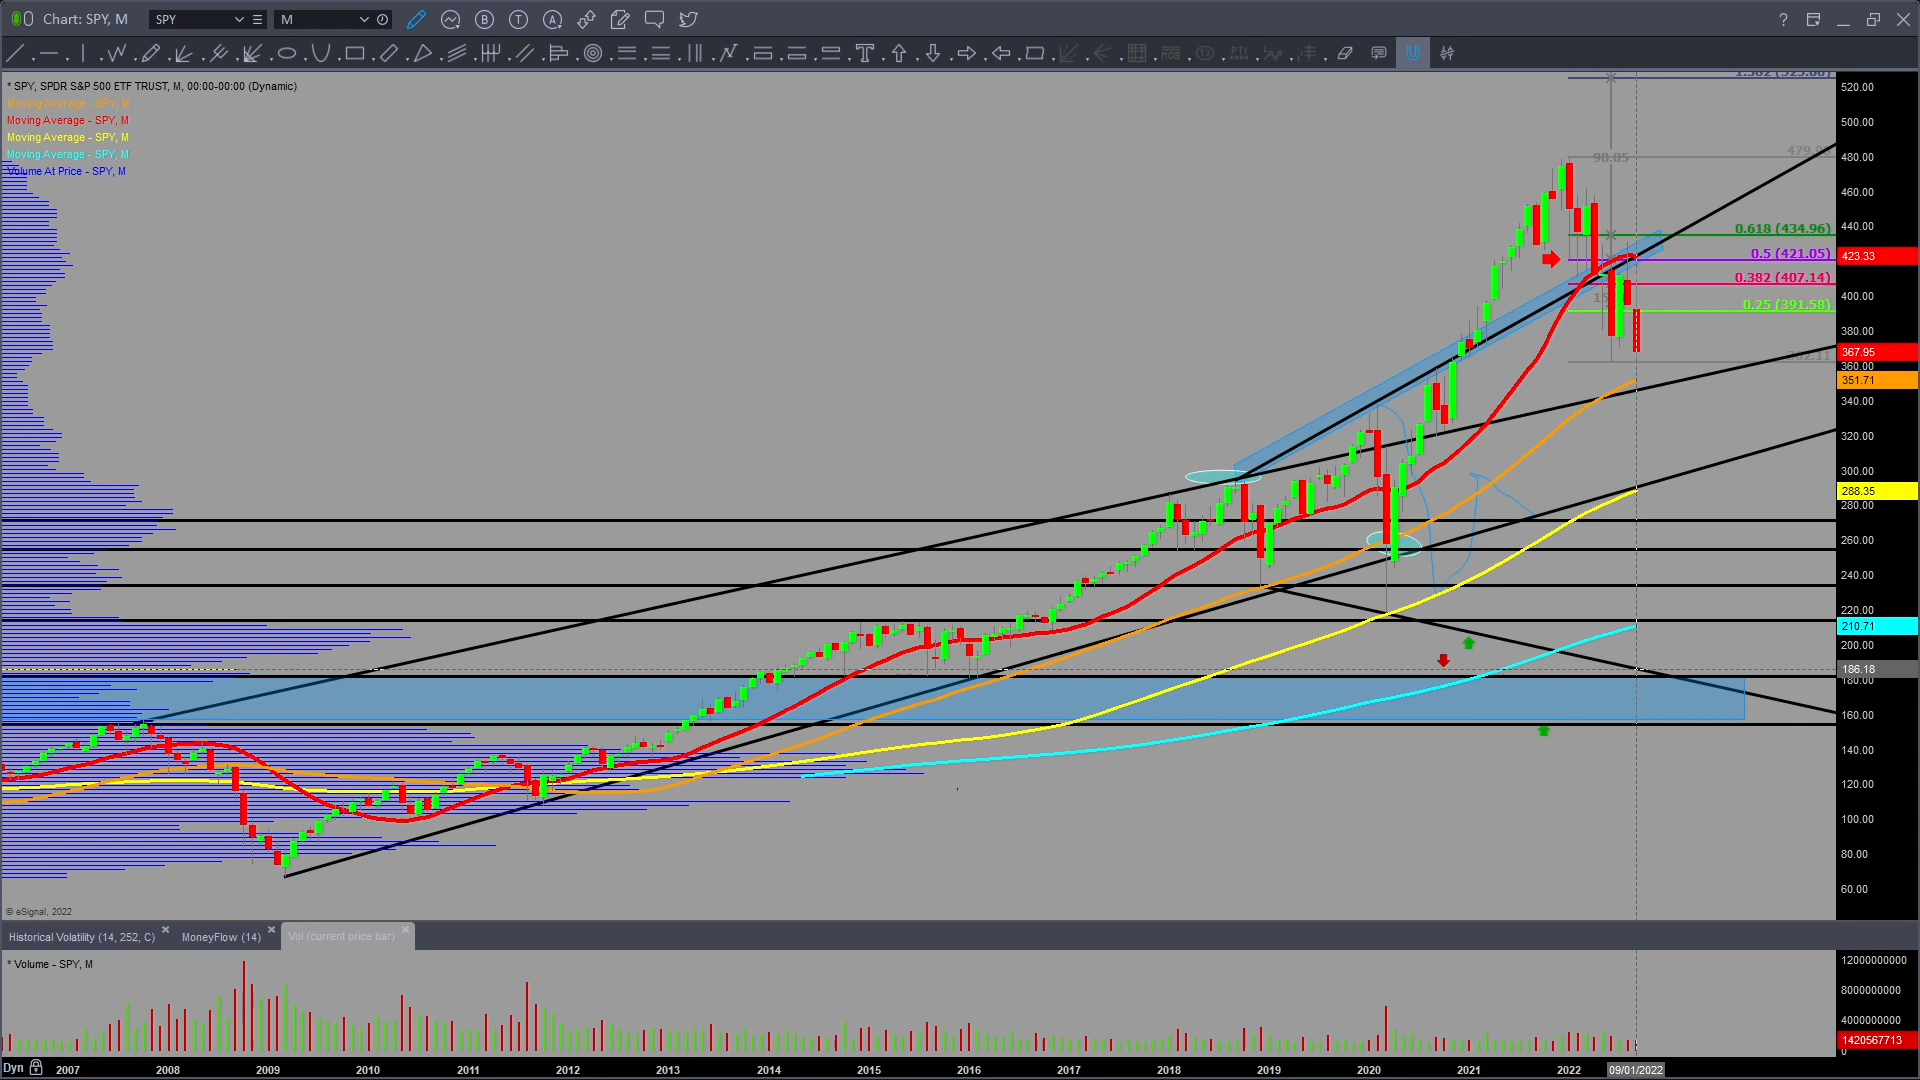 Chart: SPY, M
SPY
M
B
T
A
?
T
* SPY, SPDR S&P 500 ETF TRUST, M, 00:00-00:00 (Dynamic)
Moving Average - SPY, M
Moving Average - SPY, M
Moving Average - SPY, M
Moving Average - SPY, M
Volume At Price - SPY, M
90.05
0.618 (434.96)
0.5 (421.05)
0.382 (407.14)
0.25 (391.58)
520.00
500.00
480.00
460.00
440.00
423.33
400.00
380.00
367.95
360.00
351.71
340.00
320.00
300.00
288.35
280.00
260.00
240.00
220.00
210.71
200.00
186.18
180.00
160.00
140.00
120.00
100.00
80.00
60.00
© eSignal, 2022
Historical Volatility (14, 252, C)
MoneyFlow (14)
Vol (current price bar)
* Volume - SPY, M
12000000000
8000000000
4000000000
1420567713
0
Dyn
2007 2008 2009 2010 2011 2012 2013 2014 2015 2016 2017 2018 2019 2020 2021 2022 09/01/2022